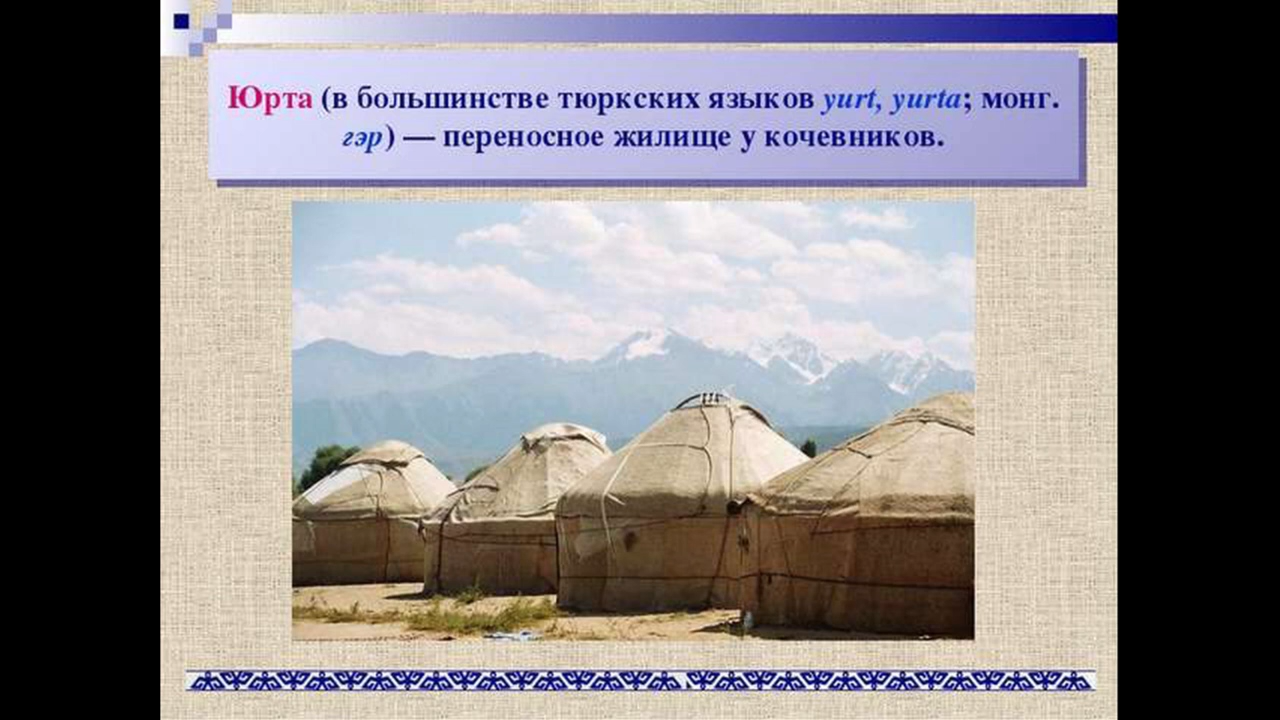 Юрта (в большинстве тюркских языков yurt, yurta; монг.
гэр) — переносное жилище у кочевников.